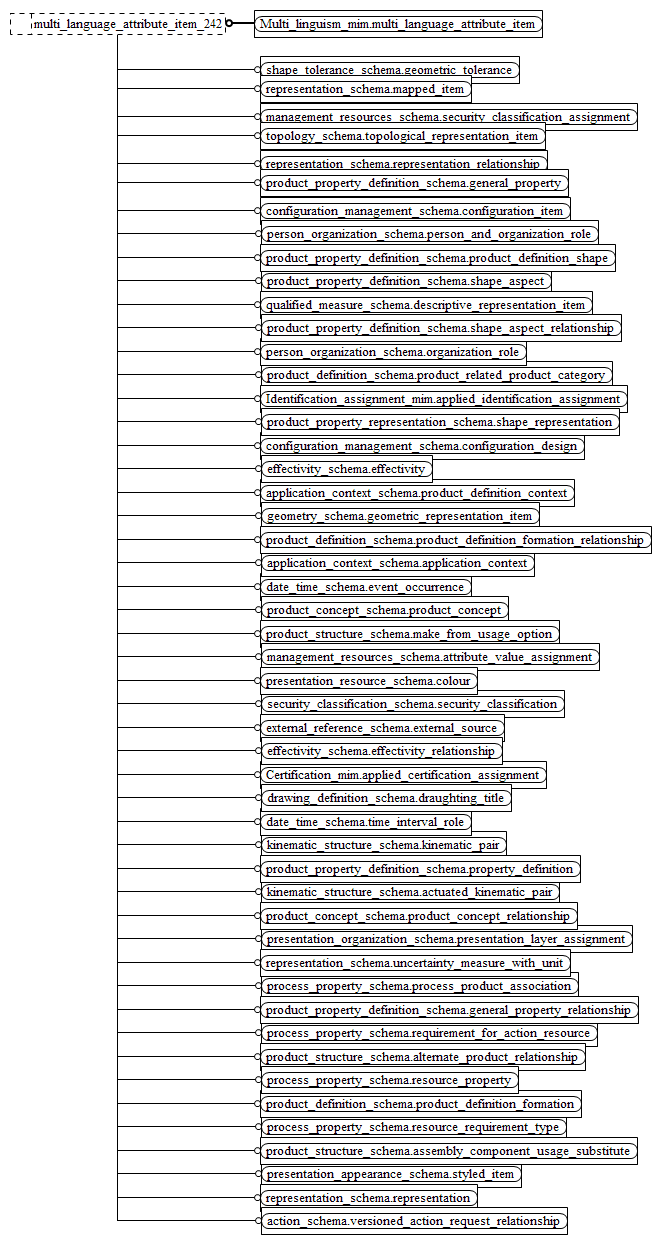 multi_language_attribute_item_242
Multi_linguism_mim.multi_language_attribute_item
shape_tolerance_schema.geometric_tolerance
representation_schema.mapped_item
management_resources_schema.security_classification_assignment
topology_schema.topological_representation_item
representation_schema.representation_relationship
product_property_definition_schema.general_property
configuration_management_schema.configuration_item
person_organization_schema.person_and_organization_role
product_property_definition_schema.product_definition_shape
product_property_definition_schema.shape_aspect
qualified_measure_schema.descriptive_representation_item
product_property_definition_schema.shape_aspect_relationship
person_organization_schema.organization_role
product_definition_schema.product_related_product_category
Identification_assignment_mim.applied_identification_assignment
product_property_representation_schema.shape_representation
configuration_management_schema.configuration_design
effectivity_schema.effectivity
application_context_schema.product_definition_context
geometry_schema.geometric_representation_item
product_definition_schema.product_definition_formation_relationship
application_context_schema.application_context
date_time_schema.event_occurrence
product_concept_schema.product_concept
product_structure_schema.make_from_usage_option
management_resources_schema.attribute_value_assignment
presentation_resource_schema.colour
security_classification_schema.security_classification
external_reference_schema.external_source
effectivity_schema.effectivity_relationship
Certification_mim.applied_certification_assignment
drawing_definition_schema.draughting_title
date_time_schema.time_interval_role
kinematic_structure_schema.kinematic_pair
product_property_definition_schema.property_definition
kinematic_structure_schema.actuated_kinematic_pair
product_concept_schema.product_concept_relationship
presentation_organization_schema.presentation_layer_assignment
representation_schema.uncertainty_measure_with_unit
process_property_schema.process_product_association
product_property_definition_schema.general_property_relationship
process_property_schema.requirement_for_action_resource
product_structure_schema.alternate_product_relationship
process_property_schema.resource_property
product_definition_schema.product_definition_formation
process_property_schema.resource_requirement_type
product_structure_schema.assembly_component_usage_substitute
presentation_appearance_schema.styled_item
representation_schema.representation
action_schema.versioned_action_request_relationship